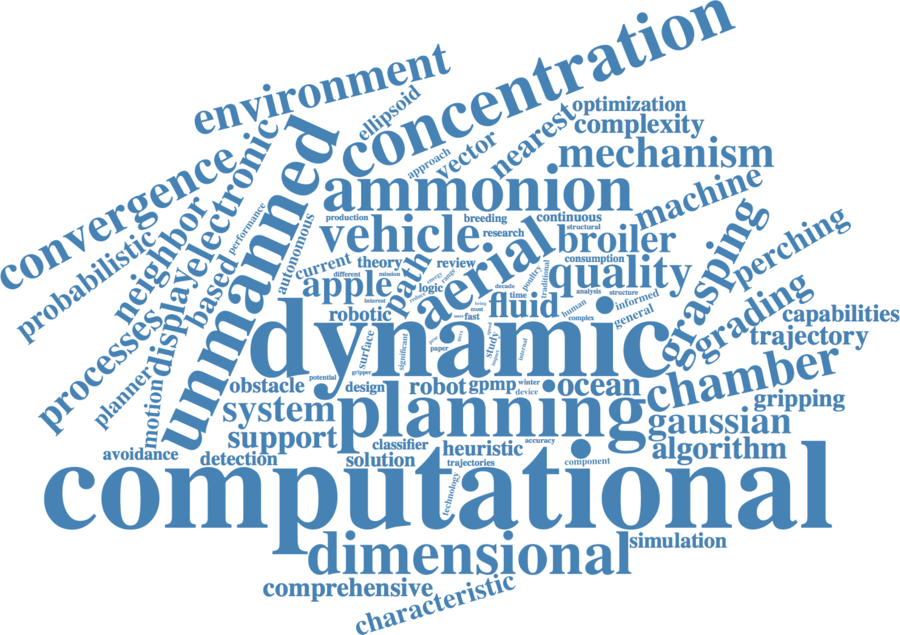 concentration
environment
ellipsoid
optimization
complexity
nearest
vector
approach
mechanism
convergence
electronic
unmanned
ammonion
machine
probabilistic
neighbor
performance
autonomous
production
breeding
continuous
structural
vehicle
research
broiler
grasping
perching
current
theory
review
aerial
consumption
quality
processes
display
based
different
mission
apple
path
logic
energy
range
decade
poultry
traditional
analysis
structure
interest
reduce
being
must
fluid
time
human
informed
grading
capabilities
robotic
fast
complex
general
dynamic
trajectory
surface
significant
paper
study
internal
planner
motion
gripper
potential
chamber
obstacle
design
robot
gpmp
winter
device
ocean
gripping
system
planning
gaussian
support
classifier
heuristic
accuracy
algorithm
avoidance
detection
solution
trajectories
component
computational
technology
dimensional
simulation
comprehensive
characteristic